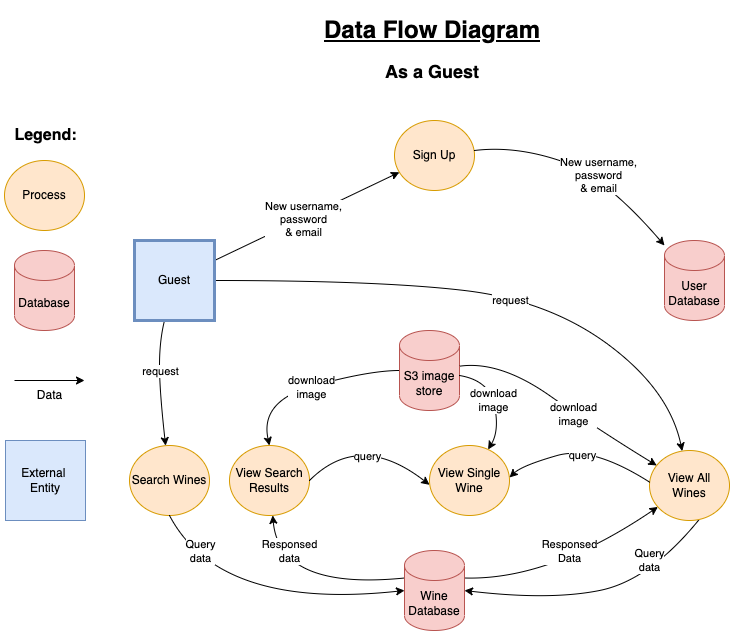 Data Flow Diagram
As a Guest
Legend:
Process
Database
Data
External
Entity
Sign Up
New username,
password
& email
New username,
password
& email
Guest
User
Database
request
request
S3 image
store
download
image
download
image
download
image
Search Wines
View Search
Results
query
View Single
Wine
query
View All
Wines
Query
data
Responsed
data
Responsed
Data
Query
data
Wine
Database